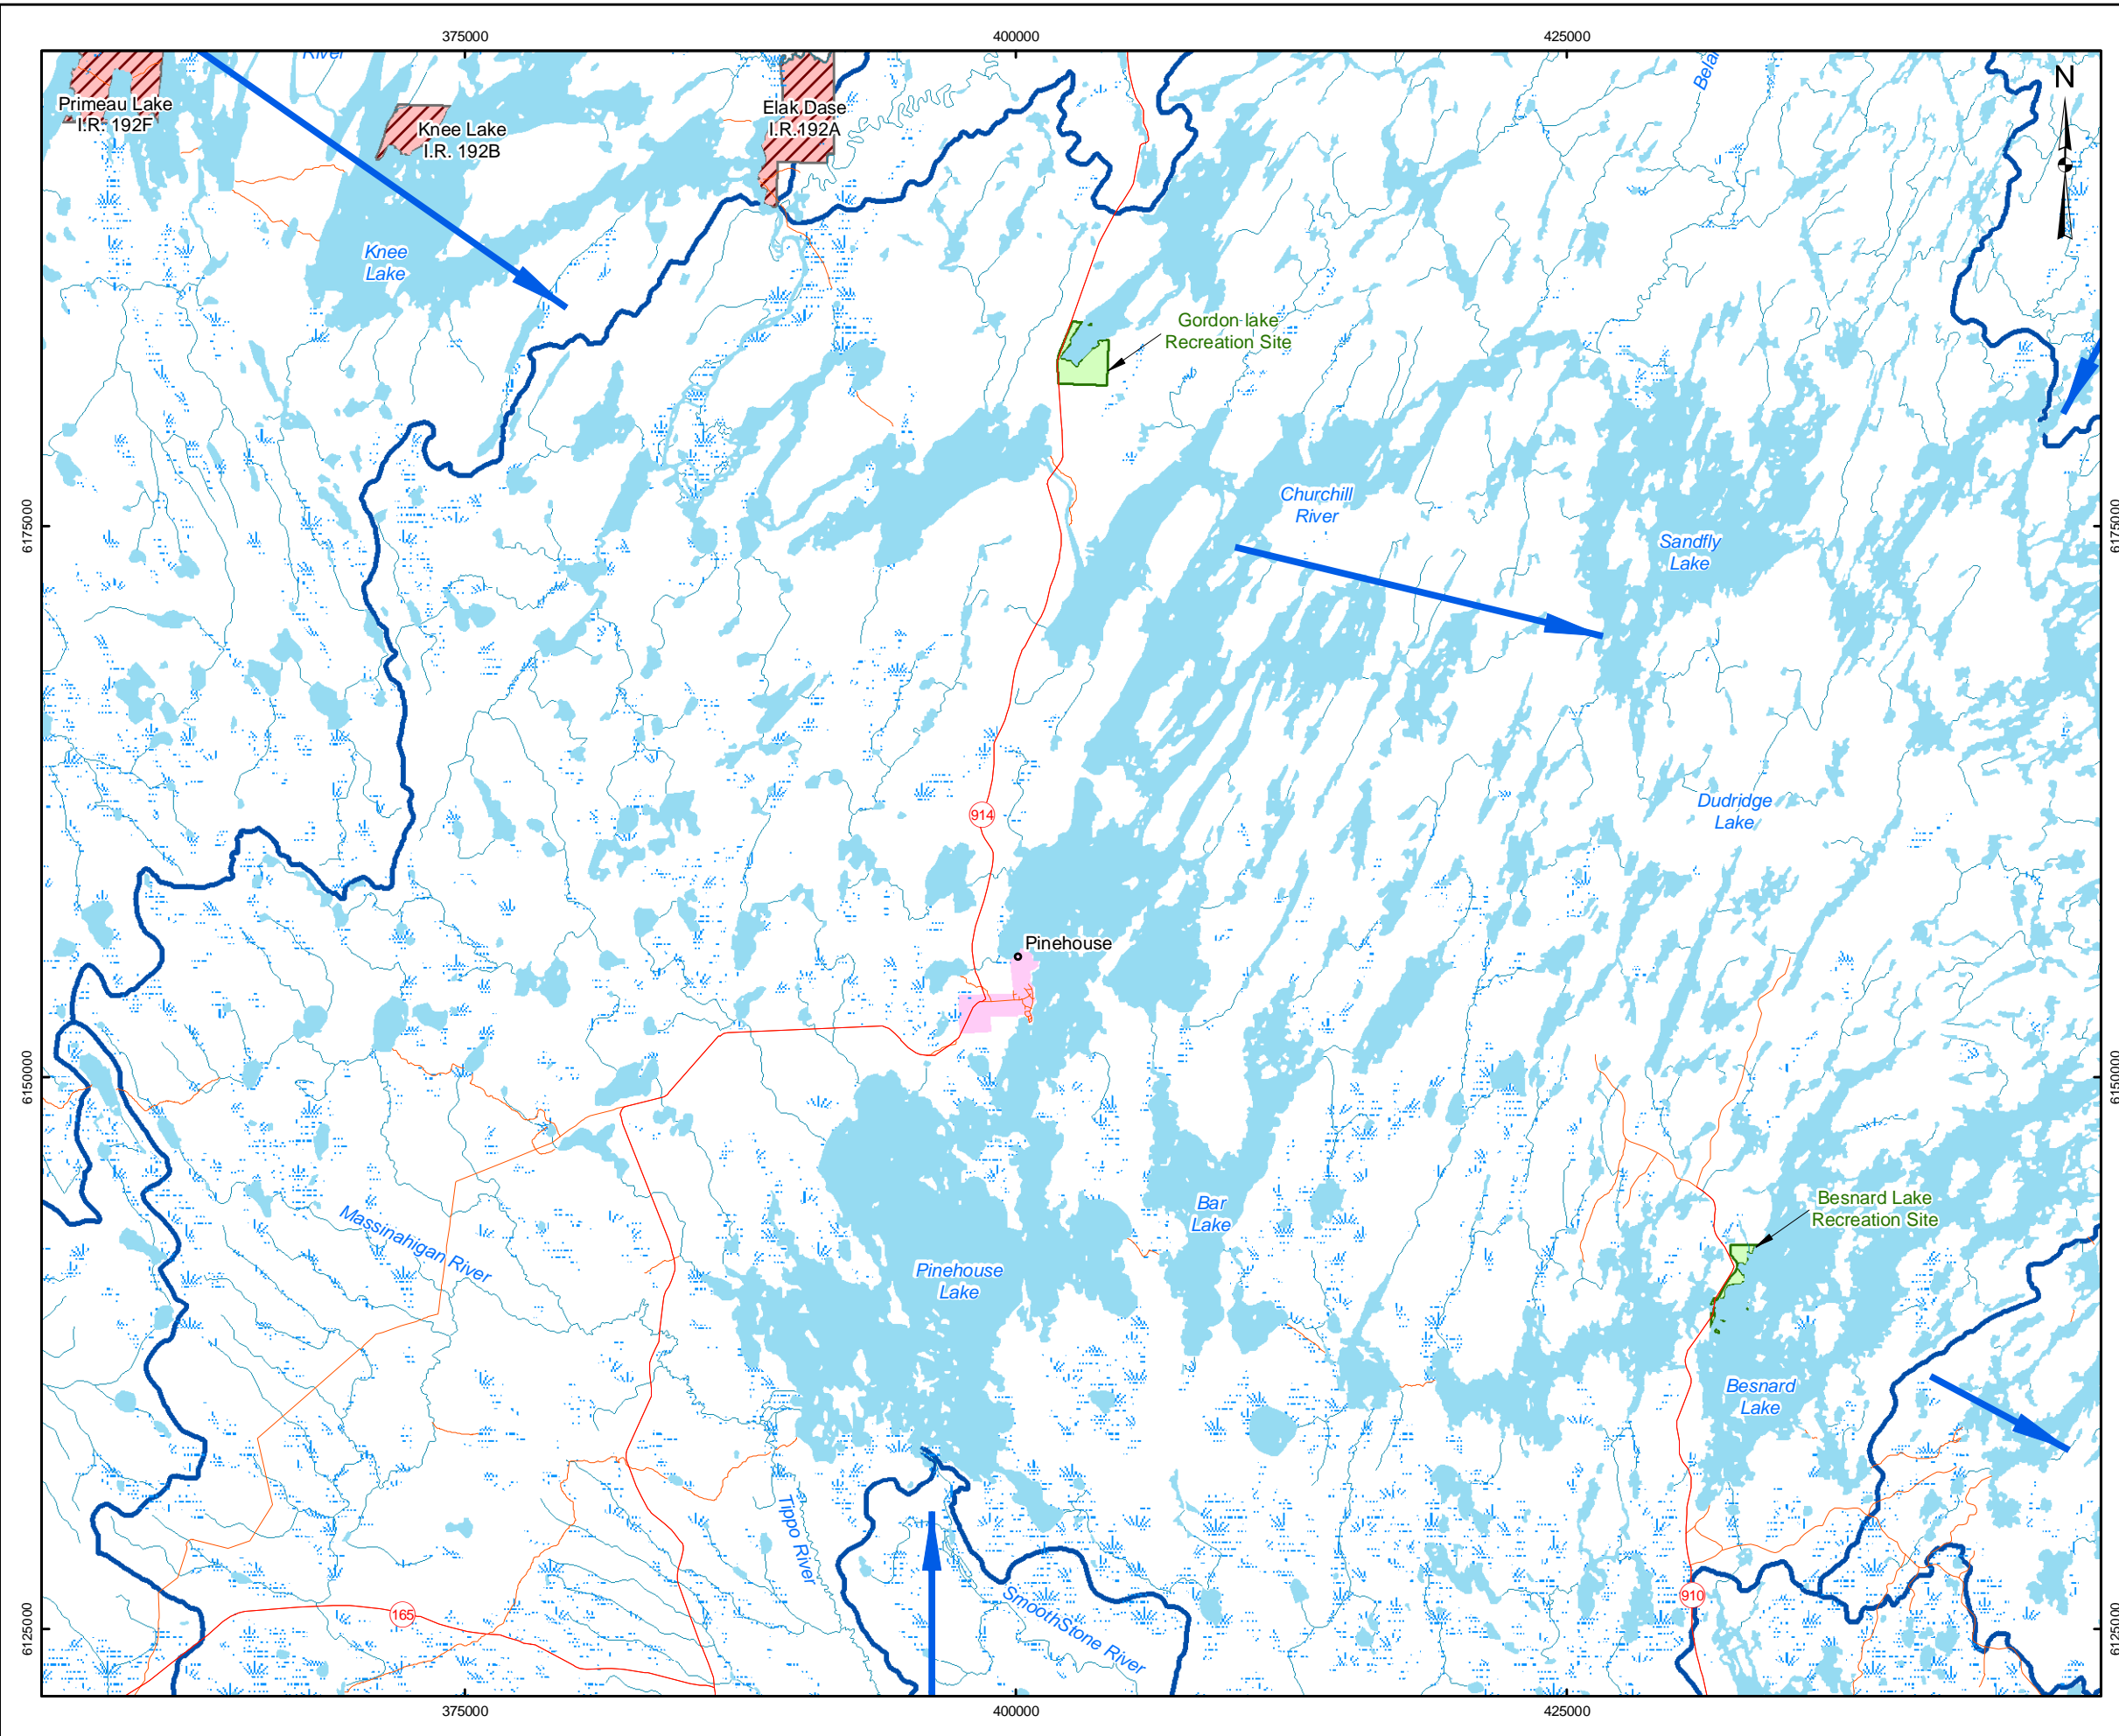 375000
400000
425000
River
Belan
N
Primeau Lake
I.R. 192F
Knee Lake
I.R. 192B
Elak Dase
I.R.192A
Knee
Lake
Gordon lake
Recreation Site
Churchill
River
6175000
6175000
Sandfly
Lake
Dudridge
Lake
914
Pinehouse
6150000
6150000
Massinahigan River
Bar
Lake
Besnard Lake
Recreation Site
Pinehouse
Lake
Besnard
Lake
Tippo River
SmoothStone River
910
165
6125000
6125000
375000
400000
425000